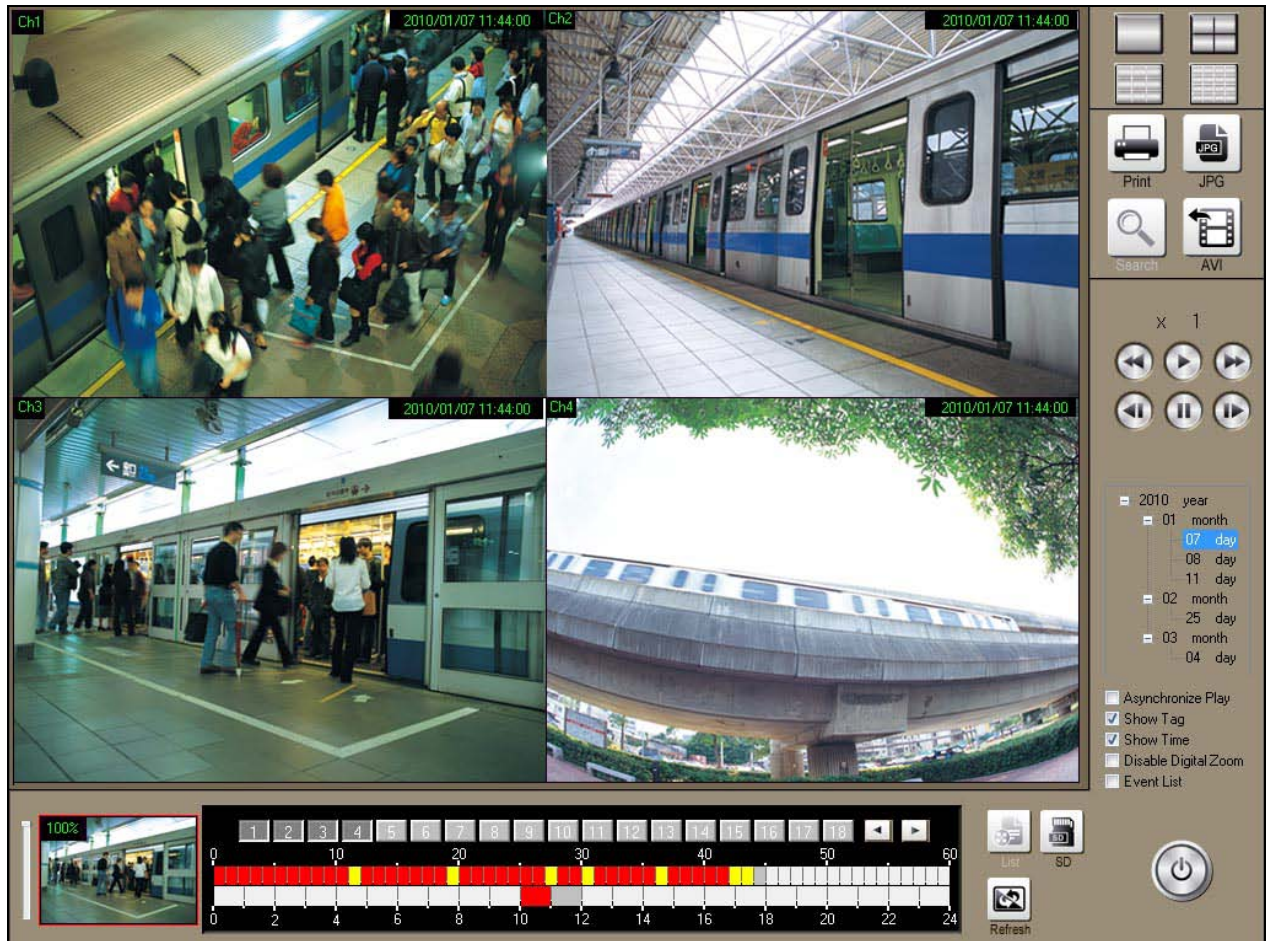 Ch1
2010/01/07 11:44:00
Ch2
2010/01/07 11:44:00
Ch3
2010/01/07 11:44:00
Ch4
2010/01/07 11:44:00
JPG
Print JPG
Search AVI
x 1
2010 year
01 month
07 day
08 day
11 day
02 month
25 day
03 month
04 day
Asynchronize Play
Show Tag
Show Time
Disable Digital Zoom
Event List
100%
1 2 3 4 5 6 7 8 9 10 11 12 13 14 15 16 17 18
0 10 20 30 40 50 60
0 2 4 6 8 10 12 14 16 18 20 22 24
SD
List SD
Refresh